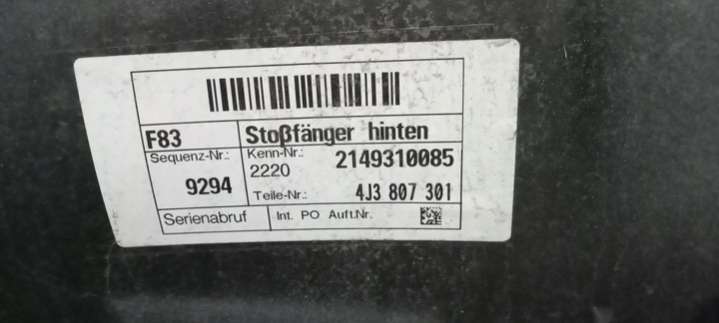 F83 Stoßfänger hinten
Sequenz-Nr.: Kenn-Nr.: 2149310085
2220
9294 Teile-Nr.: 4J3 807 301
Serienabruf Int. PO Auft.Nr.